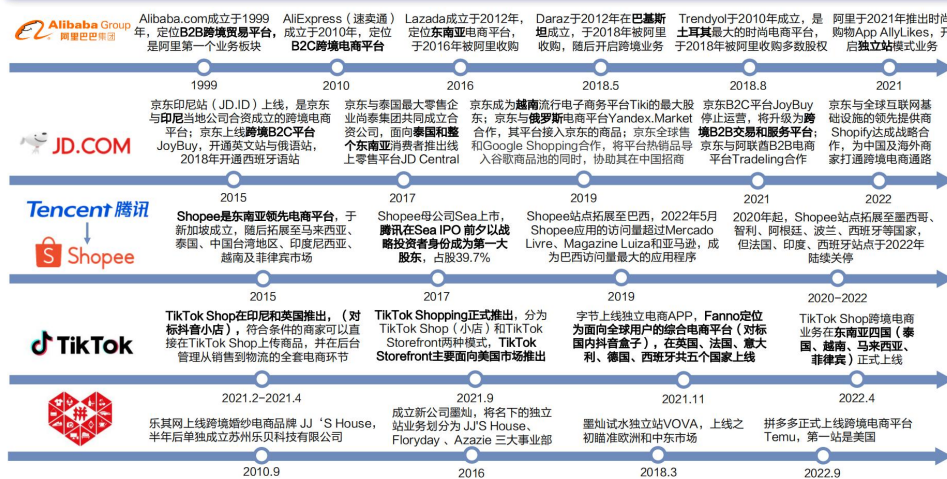 Alibaba Group
阿里巴巴集团
Alibaba.com成立于1999
年，定位B2B跨境贸易平台，
是阿里第一个业务板块
1999
AliExpress（速卖通）
成立于2010年，定位
B2C跨境电商平台
2010
Lazada成立于2012年，
定位东南亚电商平台，
于2016年被阿里收购
2016
Daraz于2012年在巴基斯
坦成立，于2018年被阿里
收购，随后开启跨境业务
2018.5
Trendyol于2010年成立，是
土耳其最大的时尚电商平台，
于2018年被阿里收购多数股权
2018.8
阿里于2021年推出时尚
购物App AllyLikes，开
启独立站模式业务
2021
JD.COM
京东印尼站（JD.ID）上线，是京东
与印尼当地公司合资成立的跨境电商
平台；京东上线跨境B2C平台
JoyBuy，开通英文站与俄语站，
2018年开通西班牙语站
2015
京东与泰国最大零售企
业尚泰集团共同成立合
资公司，面向泰国和整
个东南亚消费者推出线
上零售平台JD Central
2017
京东成为越南流行电子商务平台Tiki的最大股
东；京东与俄罗斯电商平台Yandex.Market
合作，其平台接入京东的商品；京东全球售
和Google Shopping合作，将平台热销品导
入谷歌商品池的同时，协助其在中国招商
2019
京东B2C平台JoyBuy
停止运营，将升级为跨
境B2B交易和服务平台；
京东与阿联酋B2B电商
平台Tradeling合作
2021
京东与全球互联网基
础设施的领先提供商
Shopify达成战略合
作，为中国及海外商
家打通跨境电商通路
2022
Tencent 腾讯
Shopee
Shopee是东南亚领先电商平台，于
新加坡成立，随后拓展至马来西亚、
泰国、中国台湾地区、印度尼西亚、
越南及菲律宾市场
2015
Shopee母公司Sea上市，
腾讯在Sea IPO 前夕以战
略投资者身份成为第一大
股东，占股39.7%
2017
Shopee站点拓展至巴西，2022年5月
Shopee应用的访问量超过Mercado
Livre、Magazine Luiza和亚马逊，成
为巴西访问量最大的应用程序
2019
2020年起，Shopee站点拓展至墨西哥、
智利、阿根廷、波兰、西班牙等国家，
但法国、印度、西班牙站点于2022年
陆续关停
2020-2022
TikTok
TikTok Shop在印尼和英国推出，（对
标抖音小店），符合条件的商家可以直
接在TikTok Shop上传商品，并在后台
管理从销售到物流的全套电商环节
2021.2-2021.4
TikTok Shopping正式推出，分为
TikTok Shop（小店）和TikTok
Storefront两种模式，TikTok
Storefront主要面向美国市场推出
2021.9
字节上线独立电商APP，Fanno定位
为面向全球用户的综合电商平台（对标
国内抖音盒子），在英国、法国、意大
利、德国、西班牙共五个国家上线
2021.11
TikTok Shop跨境电商
业务在东南亚四国（泰
国、越南、马来西亚、
菲律宾）正式上线
2022.4
拼
乐其网上线跨境婚纱电商品牌 JJ‘S House，
半年后单独成立苏州乐贝科技有限公司
2010.9
成立新公司墨灿，将名下的独立
站业务划分为 JJ'S House、
Floryday 、Azazie 三大事业部
2016
墨灿试水独立站VOVA，上线之
初瞄准欧洲和中东市场
2018.3
拼多多正式上线跨境电商平台
Temu，第一站是美国
2022.9